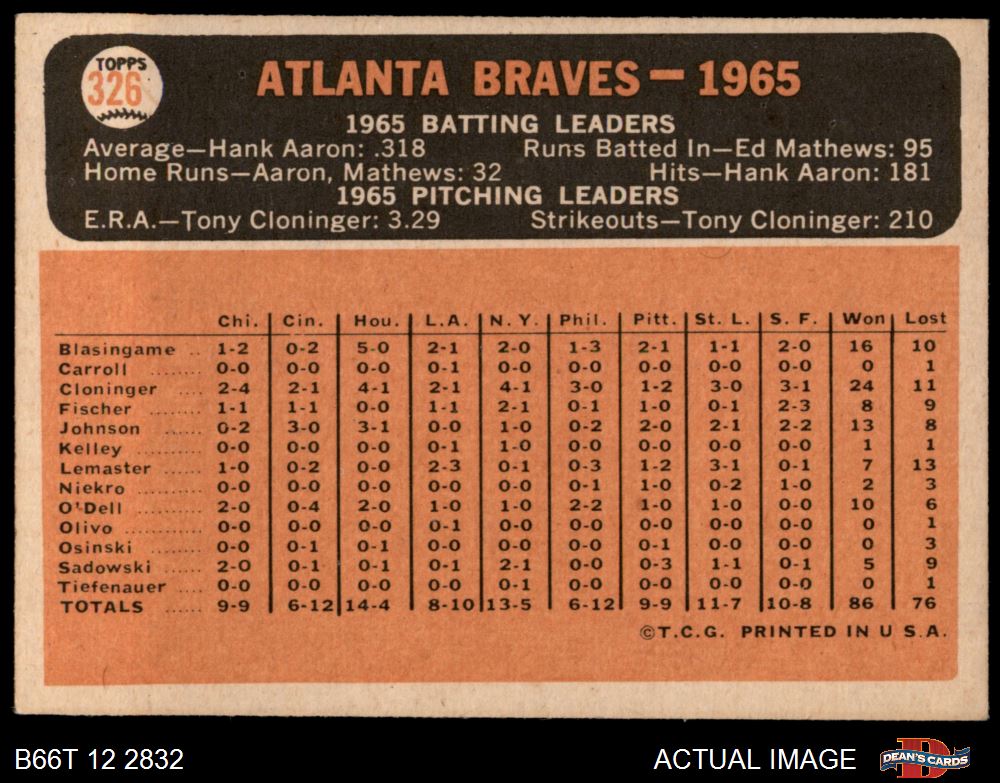 TOPPS
326
ATLANTA BRAVES — 1965
1965 BATTING LEADERS
Average—Hank Aaron: .318 Runs Batted In—Ed Mathews: 95
Home Runs—Aaron, Mathews: 32 Hits—Hank Aaron: 181
1965 PITCHING LEADERS
E.R.A.—Tony Cloninger: 3.29 Strikeouts—Tony Cloninger: 210
Chi. Cin. Hou. L.A. N. Y. Phil. Pitt. St. L. S. F. Won Lost
Blasingame .. 1-2 0-2 5-0 2-1 2-0 1-3 2-1 1-1 2-0 16 10
Carroll ........ 0-0 0-0 0-0 0-1 0-0 0-0 0-0 0-0 0-0 0 1
Cloninger .... 2-4 2-1 4-1 2-1 4-1 3-0 1-2 3-0 3-1 24 11
Fischer ........ 1-1 1-1 0-0 1-1 2-1 0-1 1-0 0-1 2-3 8 9
Johnson ...... 0-2 3-0 3-1 0-0 1-0 0-2 2-0 2-1 2-2 13 8
Kelley .......... 0-0 0-0 0-0 0-1 1-0 0-0 0-0 0-0 0-0 1 1
Lemaster ...... 1-0 0-2 0-0 2-3 0-1 0-3 1-2 3-1 0-1 7 13
Niekro .......... 0-0 0-0 0-0 0-0 0-0 0-1 1-0 0-2 1-0 2 3
O'Dell .......... 2-0 0-4 2-0 1-0 1-0 2-2 1-0 1-0 0-0 10 6
Olivo ............ 0-0 0-0 0-0 0-1 0-0 0-0 0-0 0-0 0-0 0 1
Osinski ........ 0-0 0-1 0-1 0-0 0-0 0-0 0-1 0-0 0-0 0 3
Sadowski ...... 2-0 0-1 0-1 0-0 2-1 0-0 0-3 1-1 0-1 5 9
Tiefenauer .... 0-0 0-0 0-0 0-0 0-1 0-0 0-0 0-0 0-0 0 1
TOTALS ...... 9-9 6-12 14-4 8-10 13-5 6-12 9-9 11-7 10-8 86 76
©T.C.G. PRINTED IN U S.A.
B66T 12 2832 ACTUAL IMAGE DEAN'S CARDS